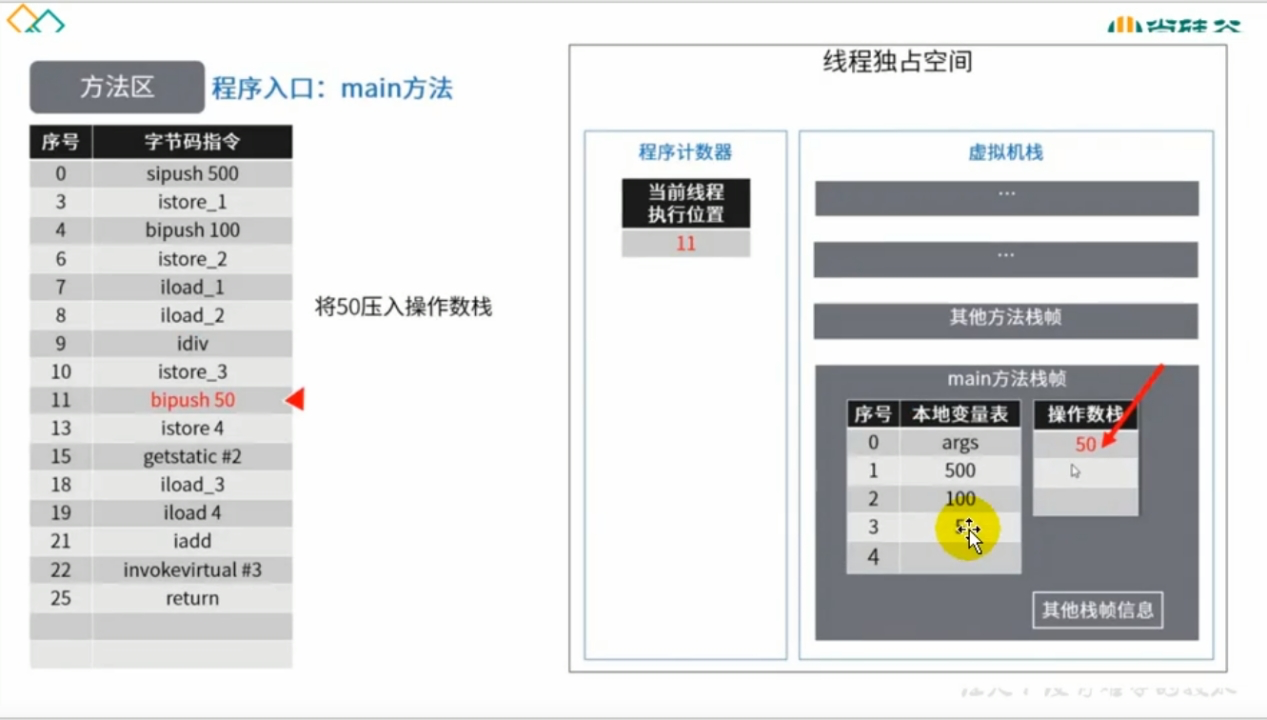 尚硅谷
方法区 程序入口：main方法
序号 字节码指令
0 sipush 500
3 istore_1
4 bipush 100
6 istore_2
7 iload_1
8 iload_2
9 idiv
10 istore_3
11 bipush 50
13 istore 4
15 getstatic #2
18 iload_3
19 iload 4
21 iadd
22 invokevirtual #3
25 return
将50压入操作数栈
线程独占空间
程序计数器
当前线程
执行位置
11
虚拟机栈
...
...
其他方法栈帧
main方法栈帧
序号 本地变量表
0 args
1 500
2 100
3 5
4
操作数栈
50
其他栈帧信息